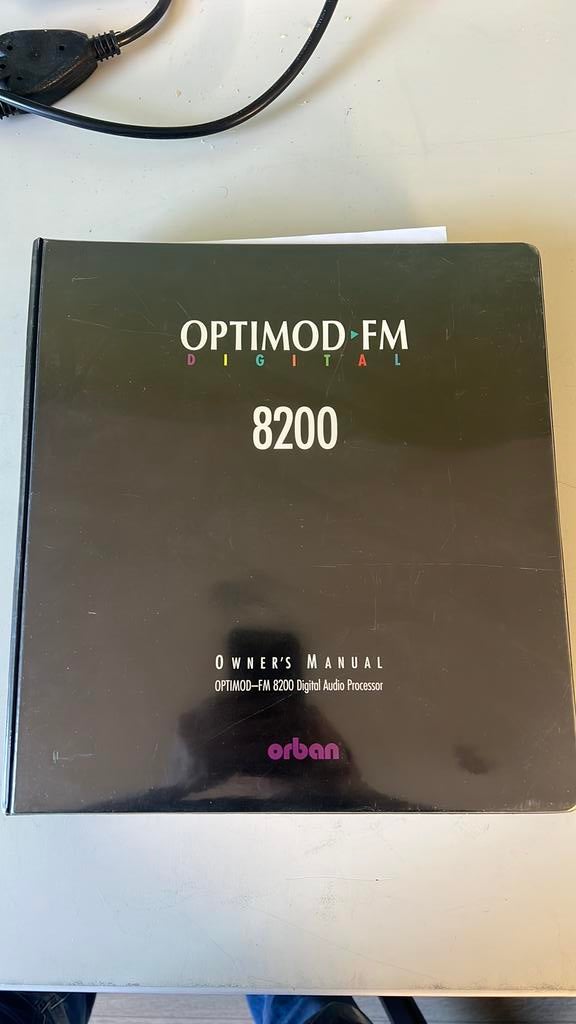 OPTIMOD▸FM
DIGITAL
8200
OWNER'S MANUAL
OPTIMOD–FM 8200 Digital Audio Processor
orban